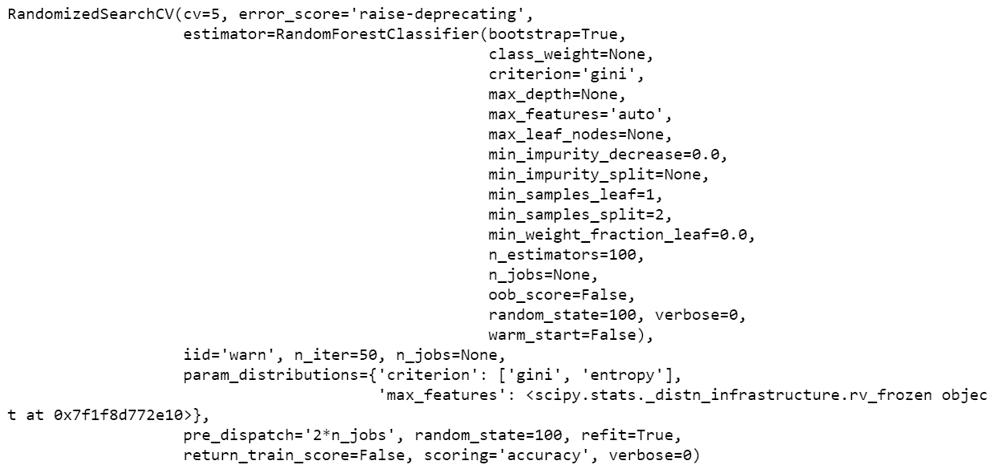 RandomizedSearchCV(cv=5, error_score='raise-deprecating',
estimator=RandomForestClassifier(bootstrap=True,
class_weight=None,
criterion='gini',
max_depth=None,
max_features='auto',
max_leaf_nodes=None,
min_impurity_decrease=0.0,
min_impurity_split=None,
min_samples_leaf=1,
min_samples_split=2,
min_weight_fraction_leaf=0.0,
n_estimators=100,
n_jobs=None,
oob_score=False,
random_state=100, verbose=0,
warm_start=False),
iid='warn', n_iter=50, n_jobs=None,
param_distributions={'criterion': ['gini', 'entropy'],
'max_features': <scipy.stats._distn_infrastructure.rv_frozen objec
t at 0x7f1f8d772e10>},
pre_dispatch='2*n_jobs', random_state=100, refit=True,
return_train_score=False, scoring='accuracy', verbose=0)